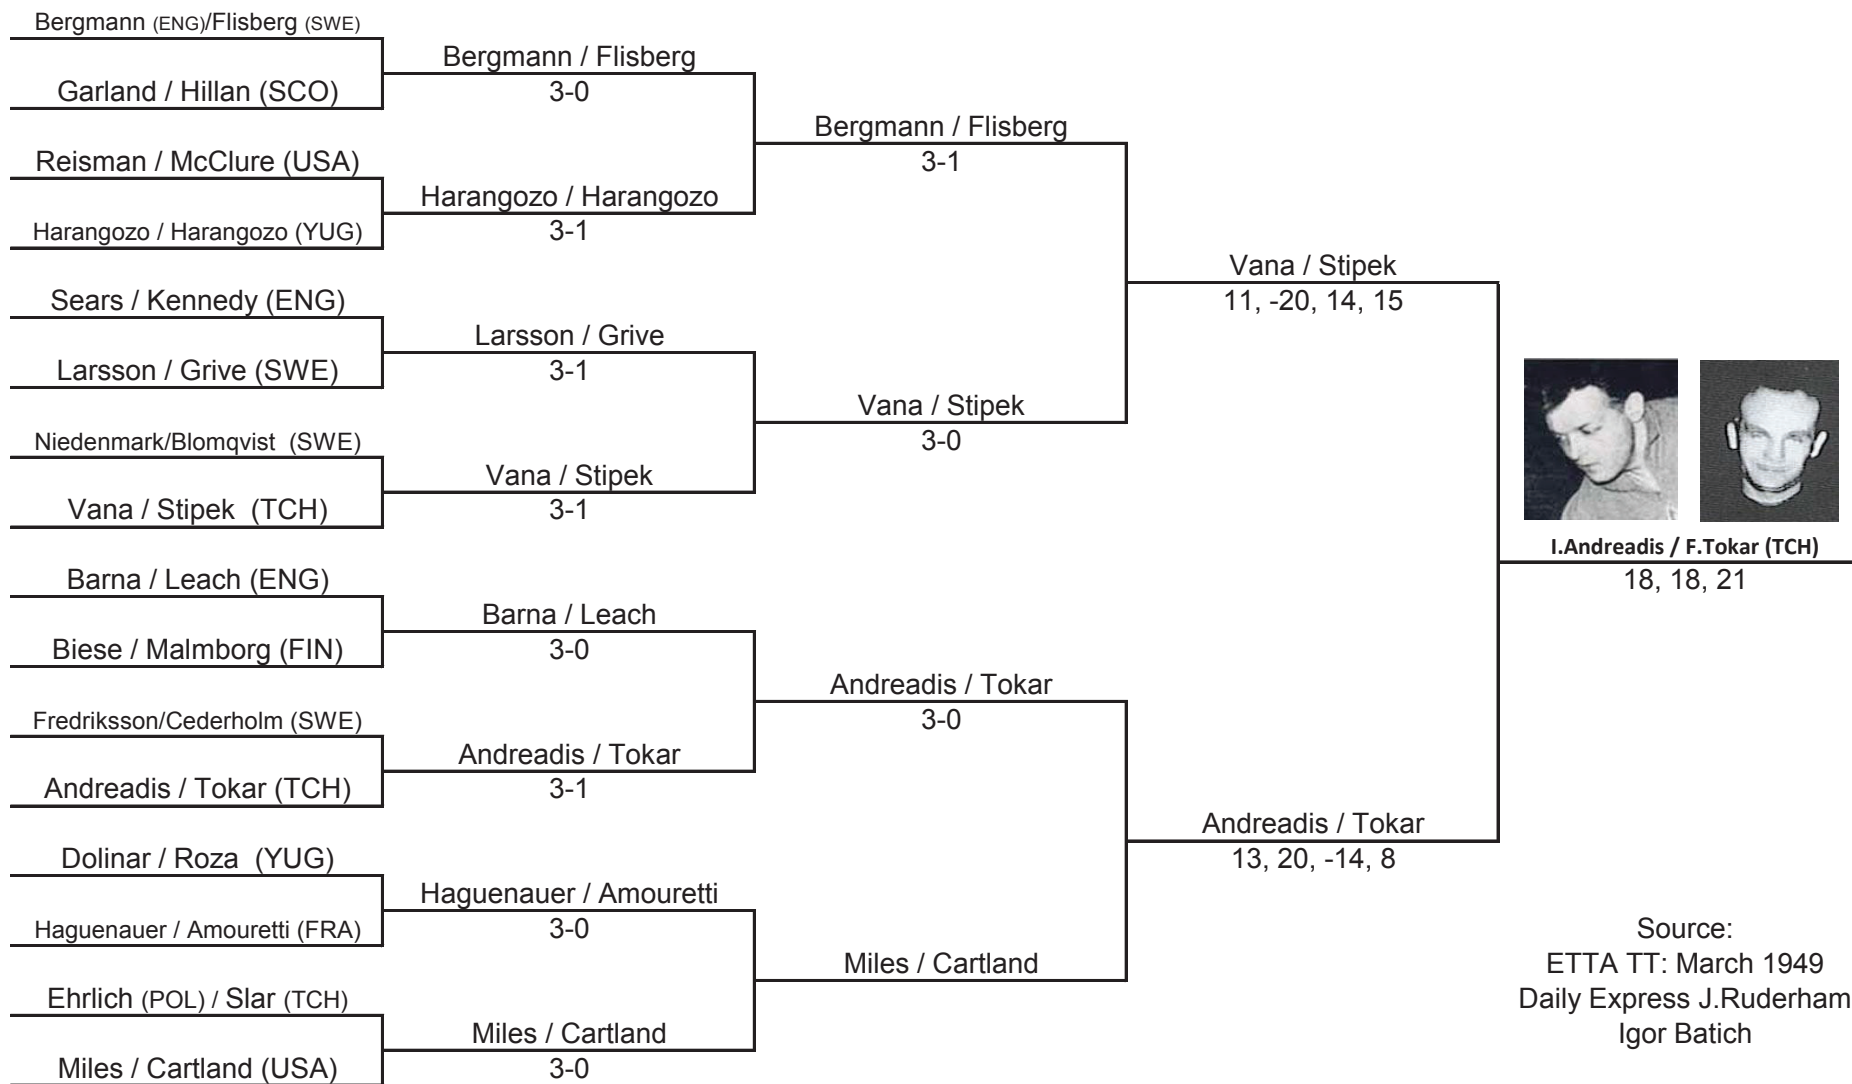 Bergmann (ENG)/Flisberg (SWE)
Garland / Hillan (SCO)
Reisman / McClure (USA)
Harangozo / Harangozo (YUG)
Sears / Kennedy (ENG)
Larsson / Grive (SWE)
Niedenmark/Blomqvist (SWE)
Vana / Stipek (TCH)
Barna / Leach (ENG)
Biese / Malmborg (FIN)
Fredriksson/Cederholm (SWE)
Andreadis / Tokar (TCH)
Dolinar / Roza (YUG)
Haguenauer / Amouretti (FRA)
Ehrlich (POL) / Slar (TCH)
Miles / Cartland (USA)
Bergmann / Flisberg
3-0
Harangozo / Harangozo
3-1
Larsson / Grive
3-1
Vana / Stipek
3-1
Barna / Leach
3-0
Andreadis / Tokar
3-1
Haguenauer / Amouretti
3-0
Miles / Cartland
3-0
Bergmann / Flisberg
3-1
Vana / Stipek
3-0
Andreadis / Tokar
3-0
Miles / Cartland
Vana / Stipek
11, -20, 14, 15
Andreadis / Tokar
13, 20, -14, 8
I.Andreadis / F.Tokar (TCH)
18, 18, 21
Source:
ETTA TT: March 1949
Daily Express J.Ruderham
Igor Batich